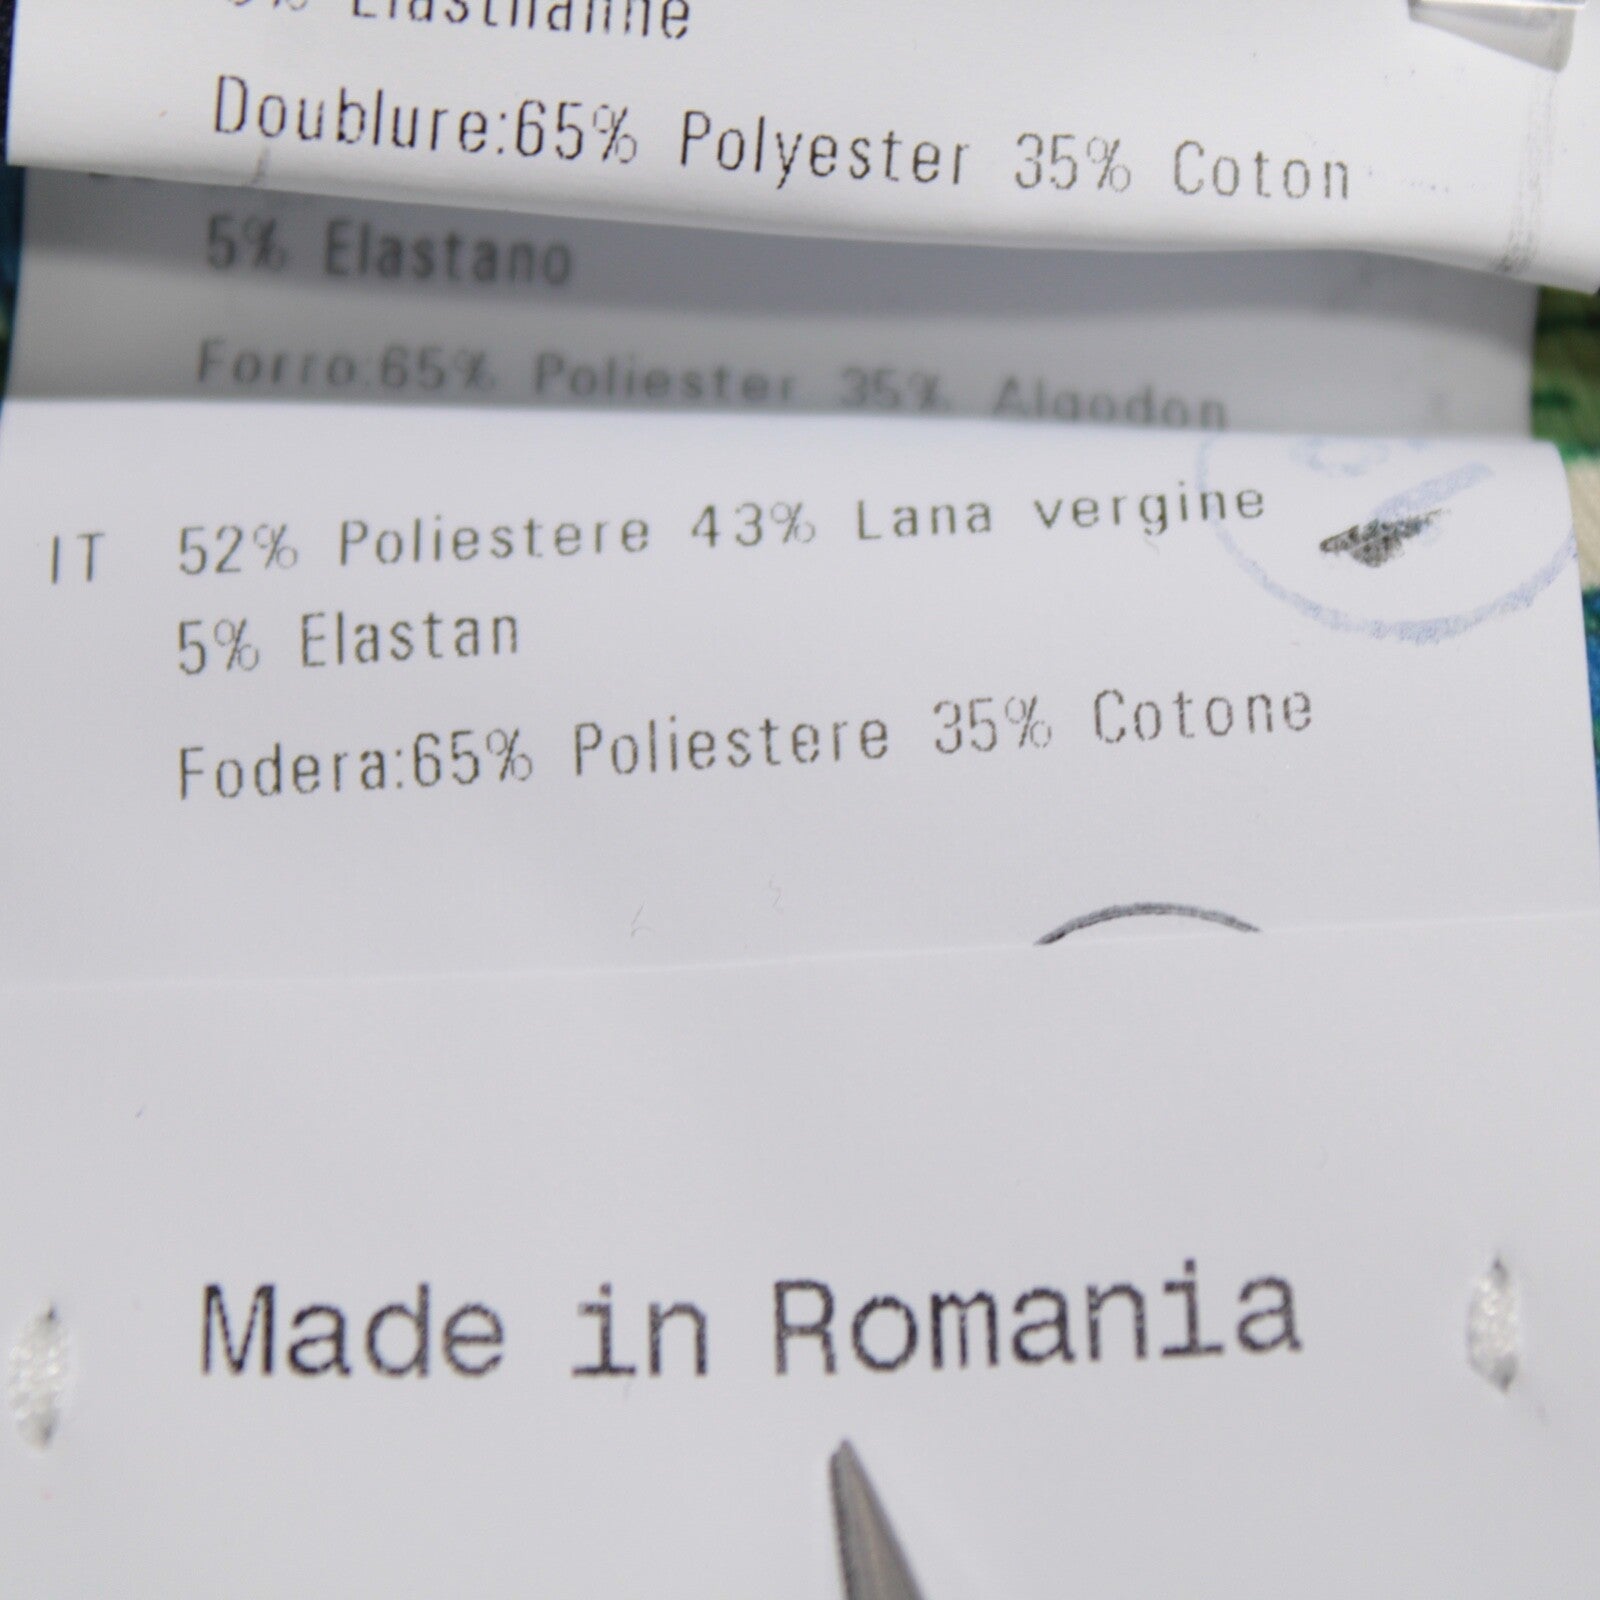 Elasthanne
Doublure:65% Polyester 35% Coton
5% Elastano
Forro:65% Poliester 35% Algodon
IT 52% Poliestere 43% Lana vergine
5% Elastan
Fodera:65% Poliestere 35% Cotone
Made in Romania